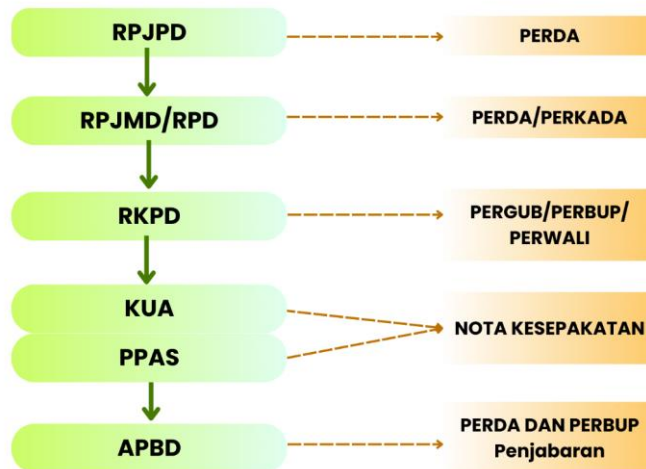 RPJPD
PERDA
RPJMD/RPD
PERDA/PERKADA
RKPD
PERGUB/PERBUP/
PERWALI
KUA
PPAS
NOTA KESEPAKATAN
APBD
PERDA DAN PERBUP
Penjabaran